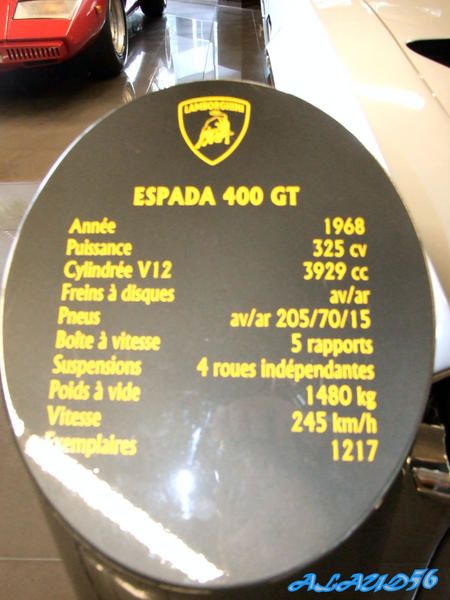 LAMBORGHINI
ESPADA 400 GT
Année 1968
Puissance 325 cv
Cylindrée V12 3929 cc
Freins à disques av/ar
Pneus av/ar 205/70/15
Boîte à vitesse 5 rapports
Suspensions 4 roues indépendantes
Poids à vide 1480 kg
Vitesse 245 km/h
Exemplaires 1217
ALAUD56